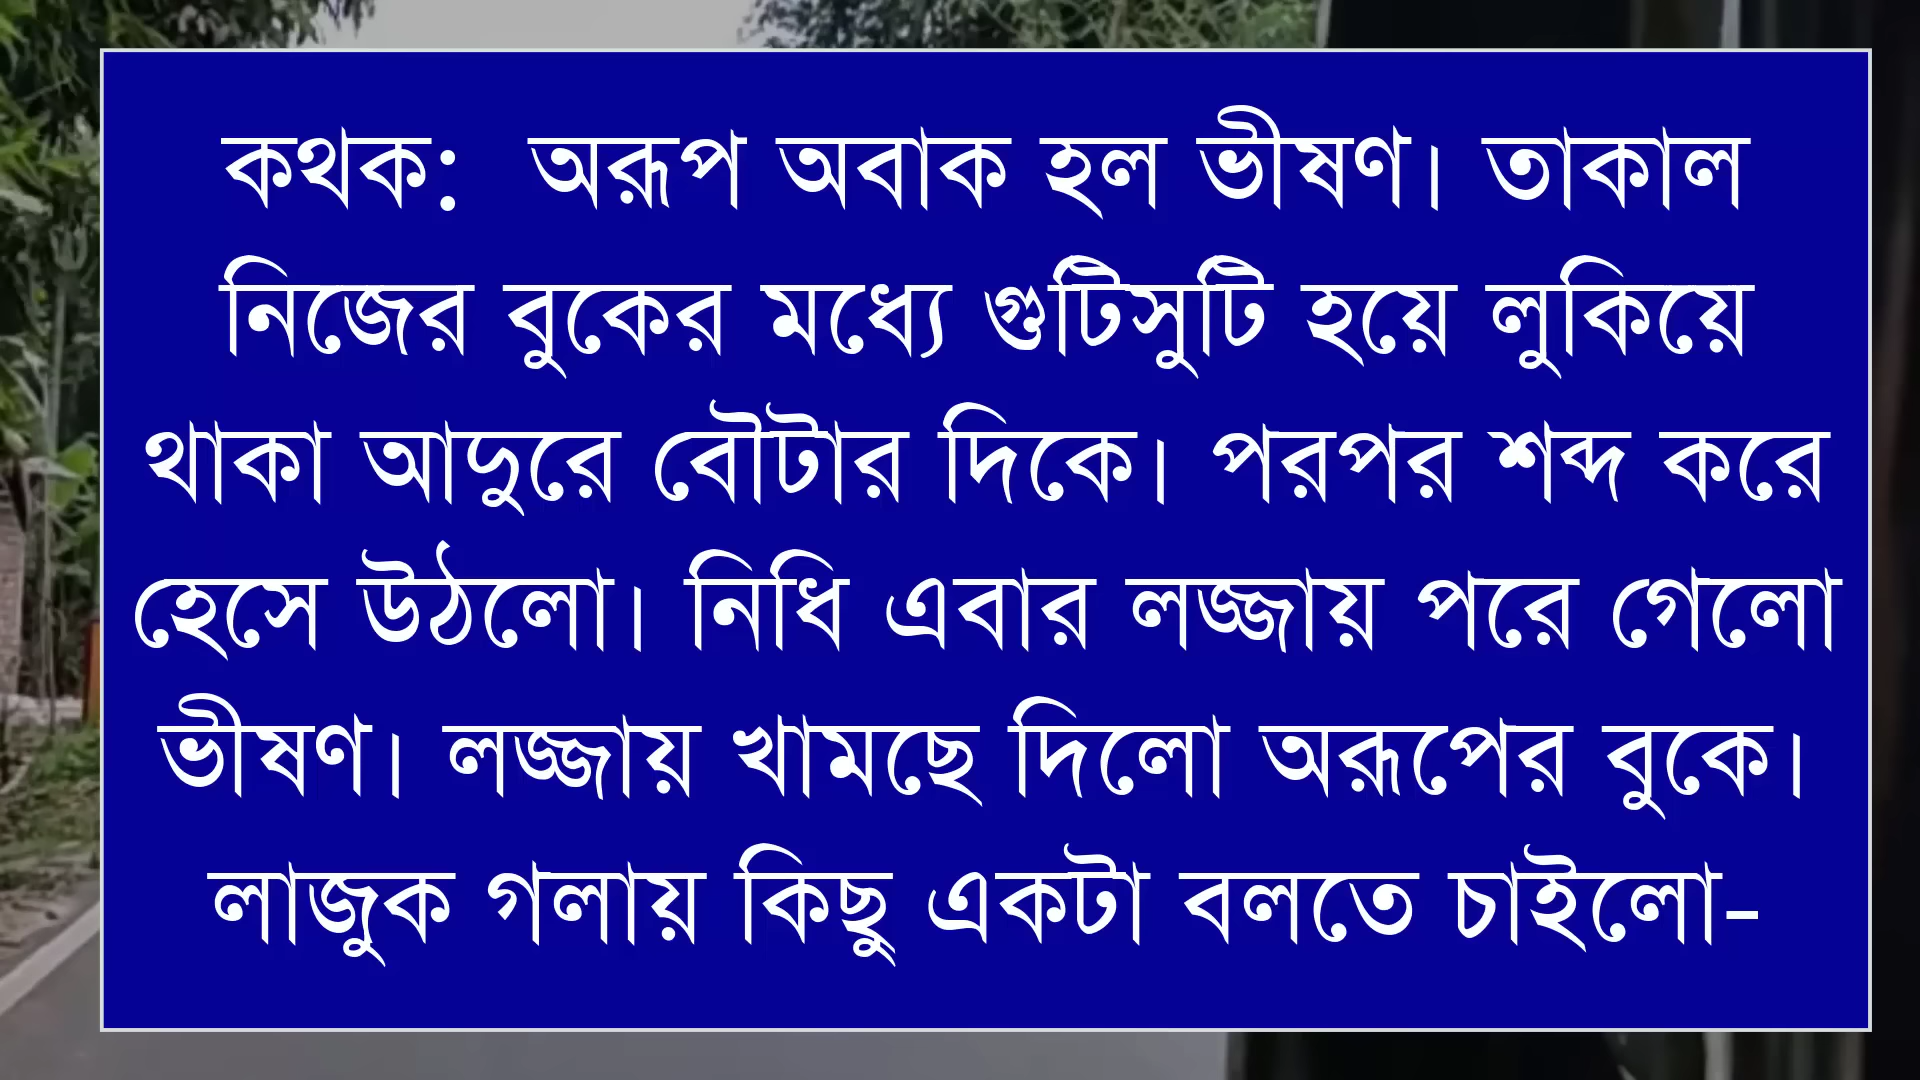 কথক:  অরূপ অবাক হল ভীষণ। তাকাল
নিজের বুকের মধ্যে গুটিসুটি হয়ে লুকিয়ে
থাকা আদুরে বৌটার দিকে। পরপর শব্দ করে
হেসে উঠলো। নিধি এবার লজ্জায় পরে গেলো
ভীষণ। লজ্জায় খামছে দিলো অরূপের বুকে।
লাজুক গলায় কিছু একটা বলতে চাইলো-